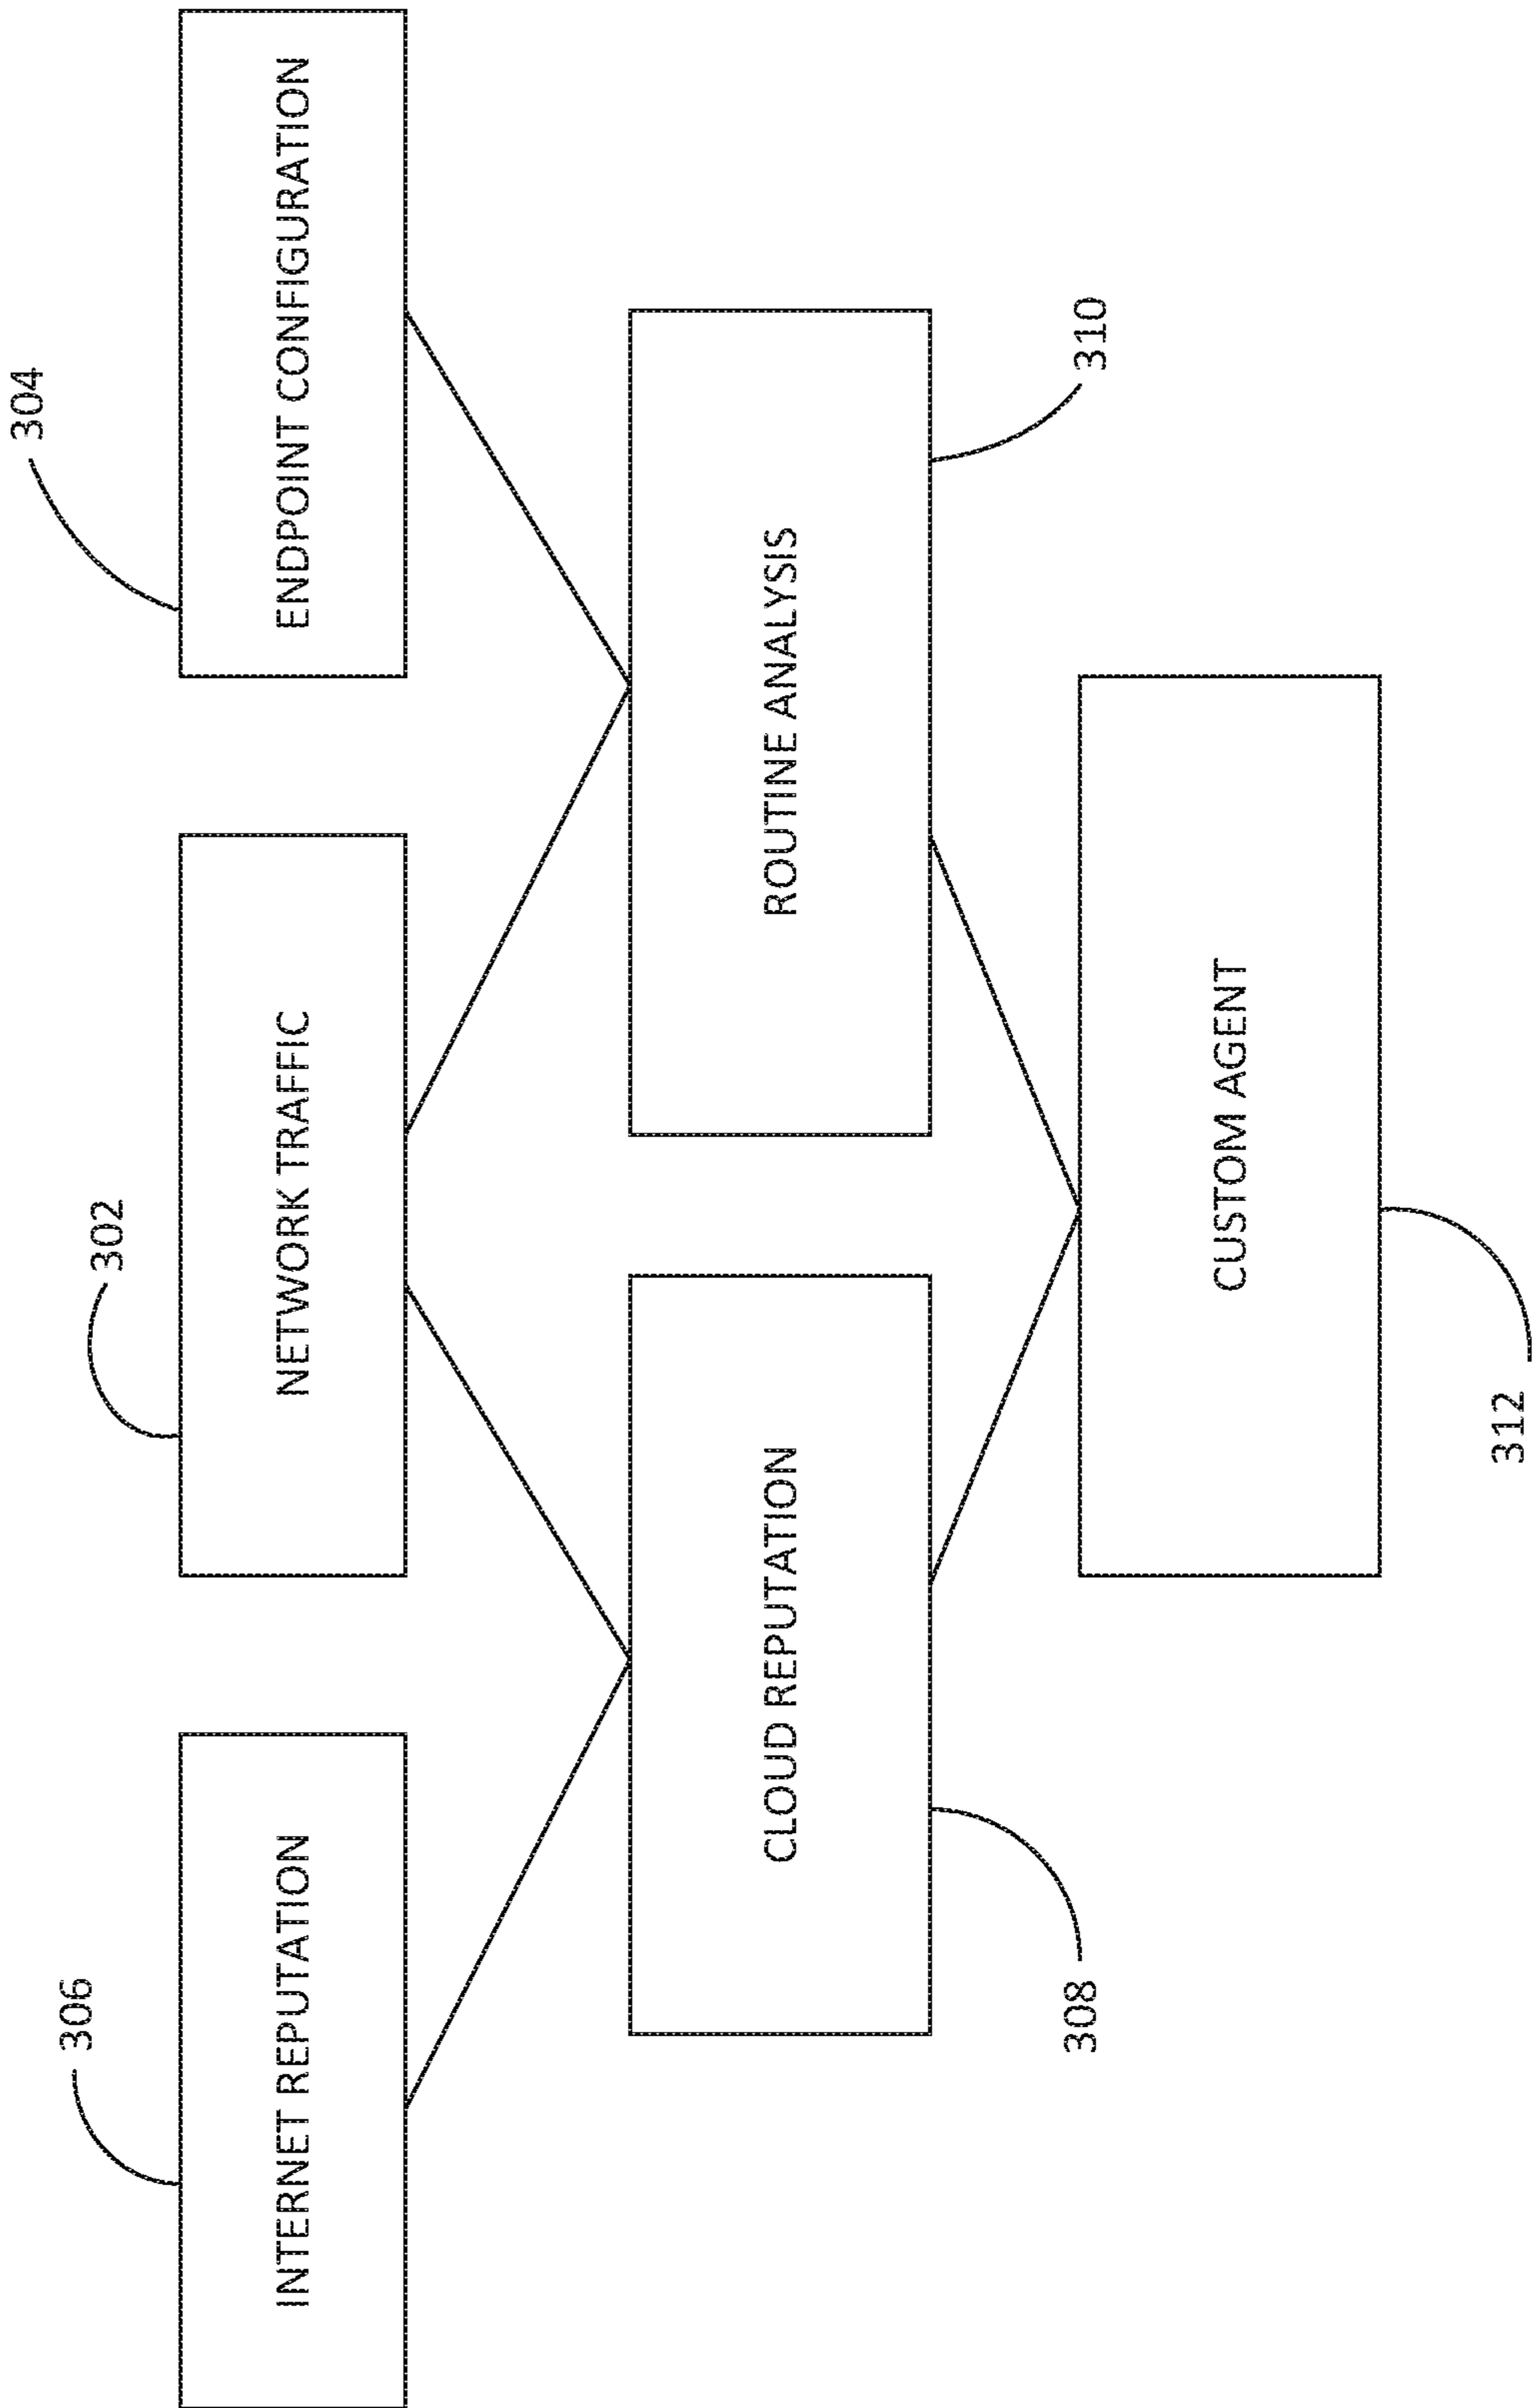 306
302
304
INTERNET REPUTATION
NETWORK TRAFFIC
ENDPOINT CONFIGURATION
CLOUD REPUTATION
ROUTINE ANALYSIS
308
310
CUSTOM AGENT
312